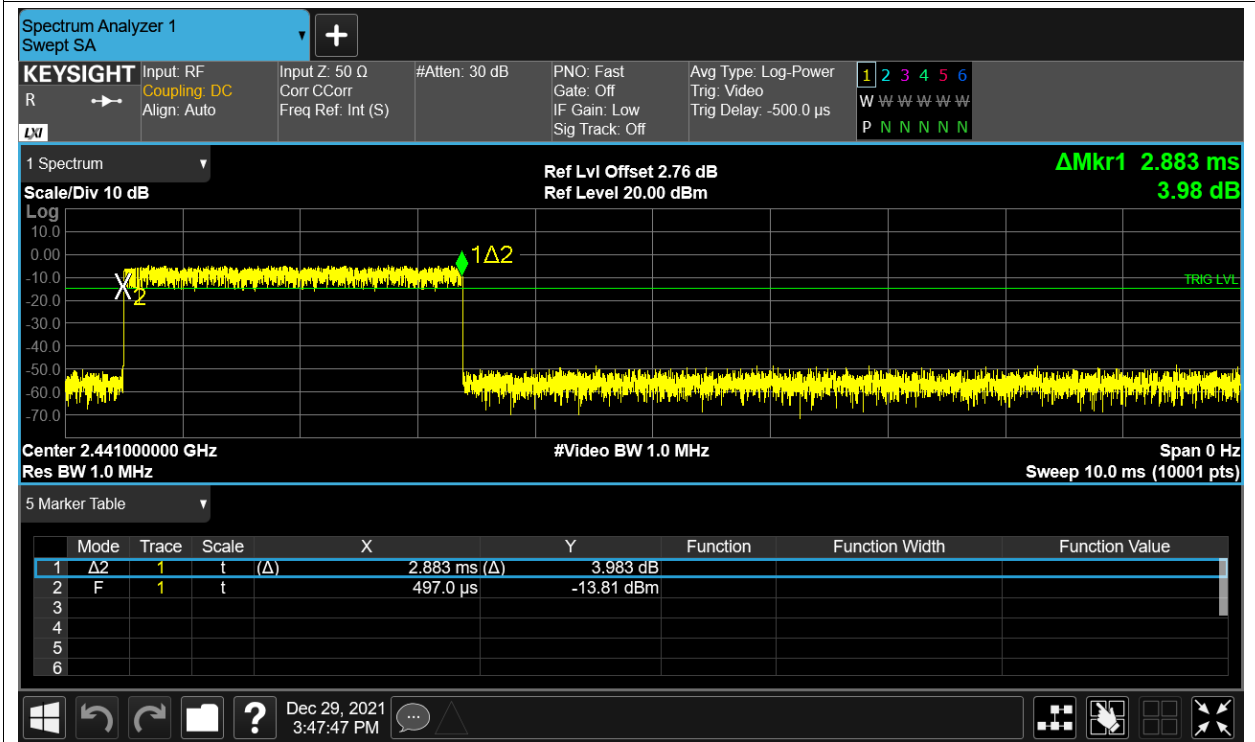 Spectrum Analyzer 1
Swept SA
KEYSIGHT
R
LXI
Input: RF
Coupling: DC
Align: Auto
Input Z: 50 Ω
Corr CCorr
Freq Ref: Int (S)
#Atten: 30 dB
PNO: Fast
Gate: Off
IF Gain: Low
Sig Track: Off
Avg Type: Log-Power
Trig: Video
Trig Delay: -500.0 µs
1 2 3 4 5 6
W W W W W W
P N N N N N
1 Spectrum
Scale/Div 10 dB
Ref Lvl Offset 2.76 dB
Ref Level 20.00 dBm
ΔMkr1 2.883 ms
3.98 dB
Log
10.0
0.00
-10.0
-20.0
-30.0
-40.0
-50.0
-60.0
-70.0
1Δ2
X2
TRIG LVL
Center 2.441000000 GHz
Res BW 1.0 MHz
#Video BW 1.0 MHz
Span 0 Hz
Sweep 10.0 ms (10001 pts)
5 Marker Table
Mode Trace Scale X Y Function Function Width Function Value
1 Δ2 1 t (Δ) 2.883 ms (Δ) 3.983 dB
2 F 1 t 497.0 µs -13.81 dBm
3
4
5
6
?
Dec 29, 2021
3:47:47 PM